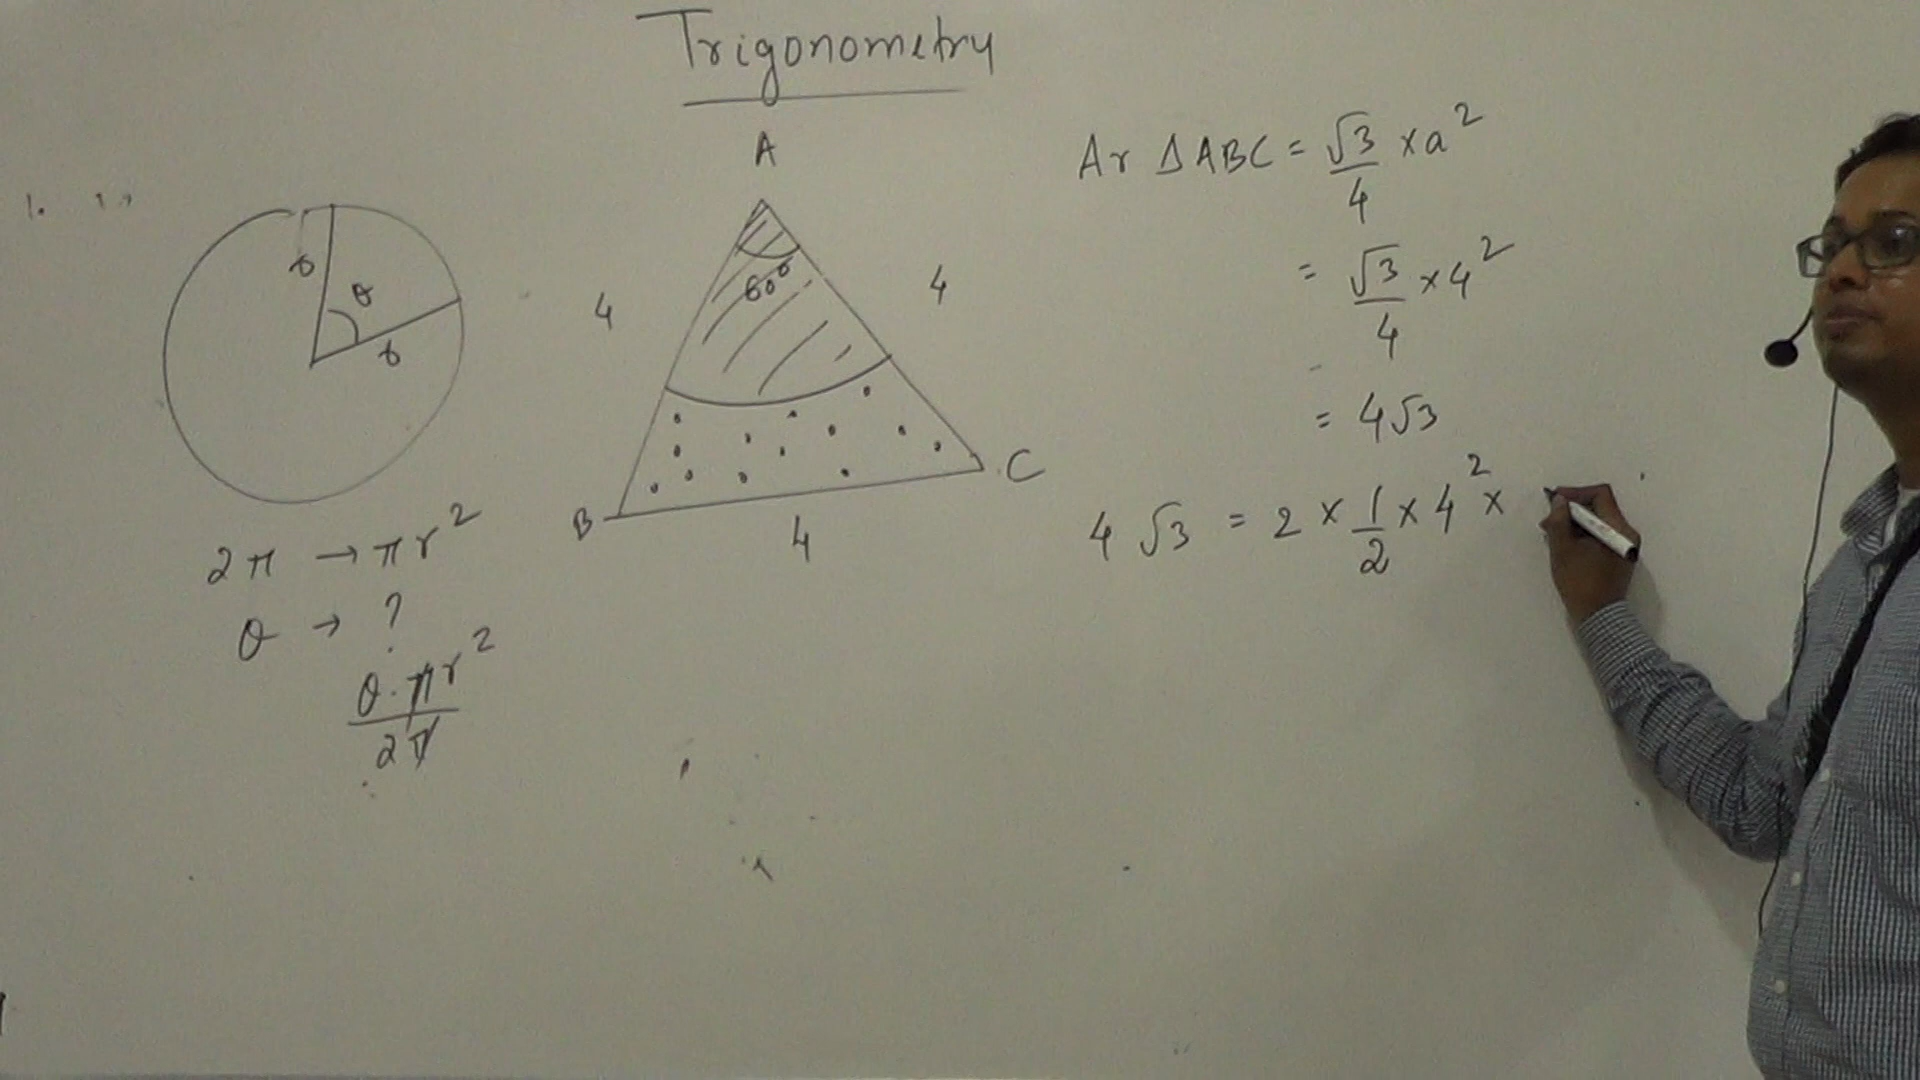 Trigonometry
1.
r
θ
r
2π → πr²
θ → ?
θ·πr²
2π
A
60°
4
4
B
4
C
Ar ΔABC = √3/4 × a²
= √3/4 × 4²
= 4√3
4√3 = 2 × 1/2 × 4² ×